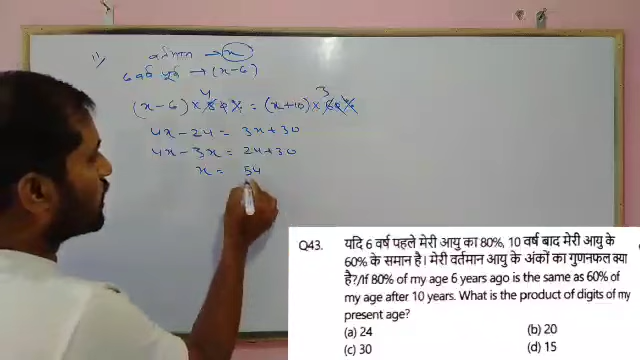 1) वर्तमान → x
6 वर्ष पूर्व → (x-6)
4 3
(x-6) × 80% = (x+10) × 60%
4x - 24 = 3x + 30
4x - 3x = 24 + 30
x = 54
Q43. यदि 6 वर्ष पहले मेरी आयु का 80%, 10 वर्ष बाद मेरी आयु के
60% के समान है। मेरी वर्तमान आयु के अंकों का गुणनफल क्या
है?/If 80% of my age 6 years ago is the same as 60% of
my age after 10 years. What is the product of digits of my
present age?
(a) 24 (b) 20
(c) 30 (d) 15